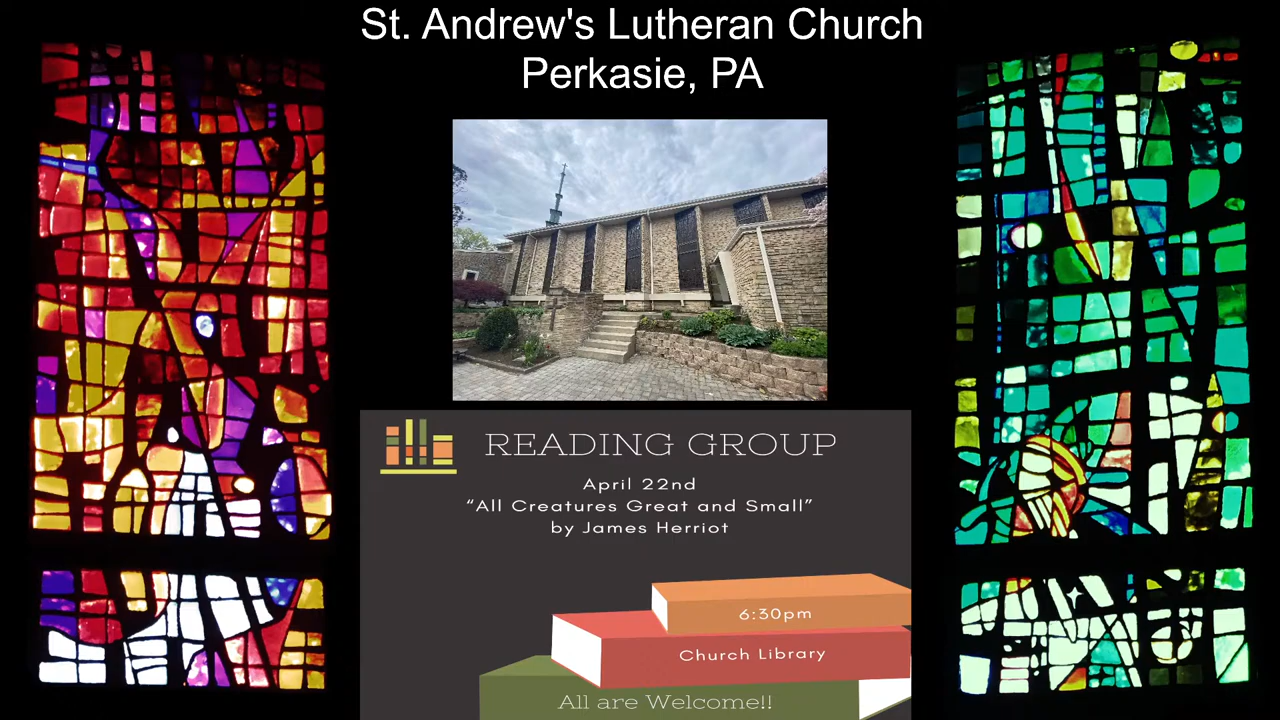 St. Andrew's Lutheran Church
Perkasie, PA
READING GROUP
April 22nd
“All Creatures Great and Small”
by James Herriot
6:30pm
Church Library
All are Welcome!!